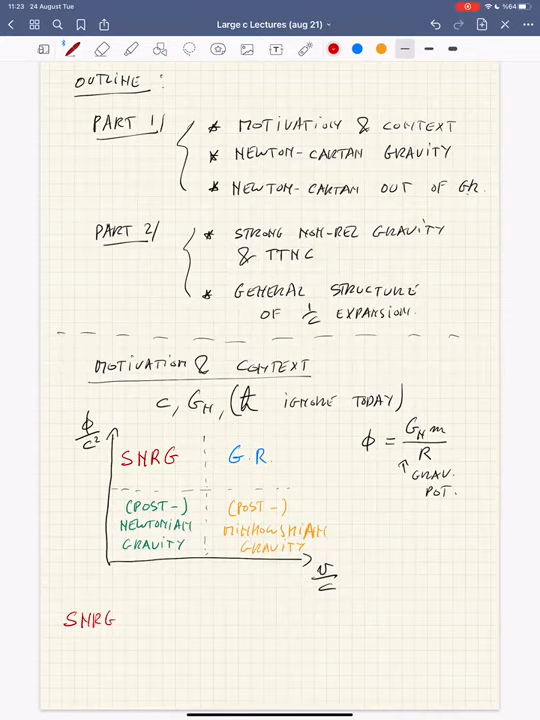 11:23 24 August Tue
%64
Large c Lectures (aug 21)
OUTLINE:
PART 1/
* MOTIVATION & CONTEXT
* NEWTON-CARTAN GRAVITY
* NEWTON-CARTAN OUT OF GR.
PART 2/
* STRONG NON-REL GRAVITY
& TTNC
* GENERAL STRUCTURE
OF 1/c EXPANSION.
MOTIVATION & CONTEXT
c, G_N, (ħ IGNORE TODAY)
ϕ/c²
SNRG
G.R.
(POST-)
NEWTONIAN
GRAVITY
(POST-)
MINKOWSKIAN
GRAVITY
v/c
ϕ = G_N m / R
↑ GRAV.
POT.
SNRG